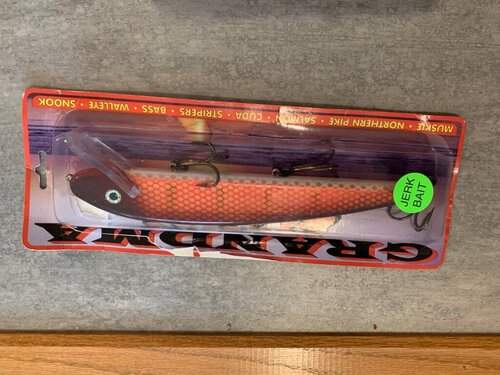 GRANDMA
JERK
BAIT
MUSKIE • NORTHERN PIKE • SALMON • CUDA • STRIPERS • BASS • WALLEYE • SNOOK